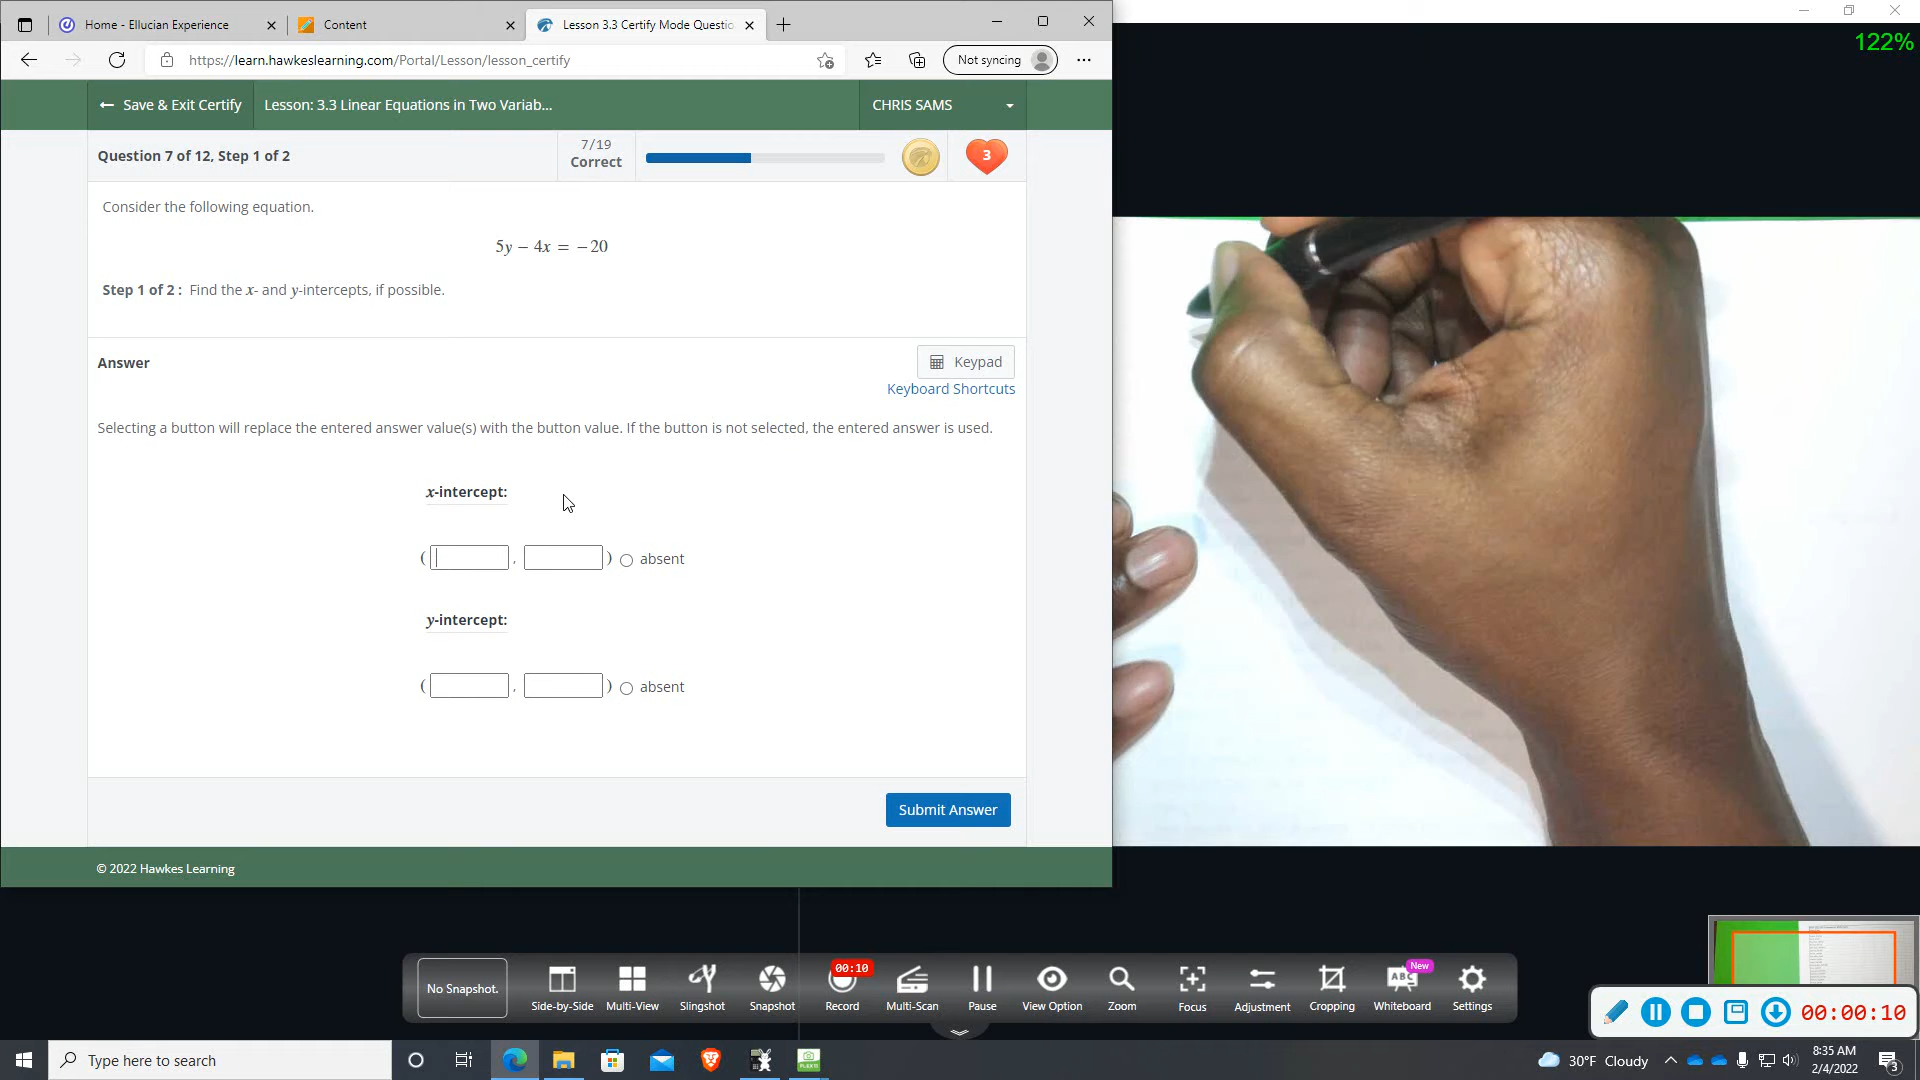 Home - Ellucian Experience
Content
Lesson 3.3 Certify Mode Questio
122%
https://learn.hawkeslearning.com/Portal/Lesson/lesson_certify
Not syncing
← Save & Exit Certify
Lesson: 3.3 Linear Equations in Two Variab...
CHRIS SAMS
Question 7 of 12, Step 1 of 2
7/19
Correct
3
Consider the following equation.
5y − 4x = −20
Step 1 of 2 : Find the x- and y-intercepts, if possible.
Answer
Keypad
Keyboard Shortcuts
Selecting a button will replace the entered answer value(s) with the button value. If the button is not selected, the entered answer is used.
x-intercept:
( , ) absent
y-intercept:
( , ) absent
Submit Answer
© 2022 Hawkes Learning
No Snapshot.
Side-by-Side
Multi-View
Slingshot
Snapshot
00:10
Record
Multi-Scan
Pause
View Option
Zoom
Focus
Adjustment
Cropping
New
ABC
Whiteboard
Settings
00:00:10
Type here to search
30°F Cloudy
8:35 AM
2/4/2022
3